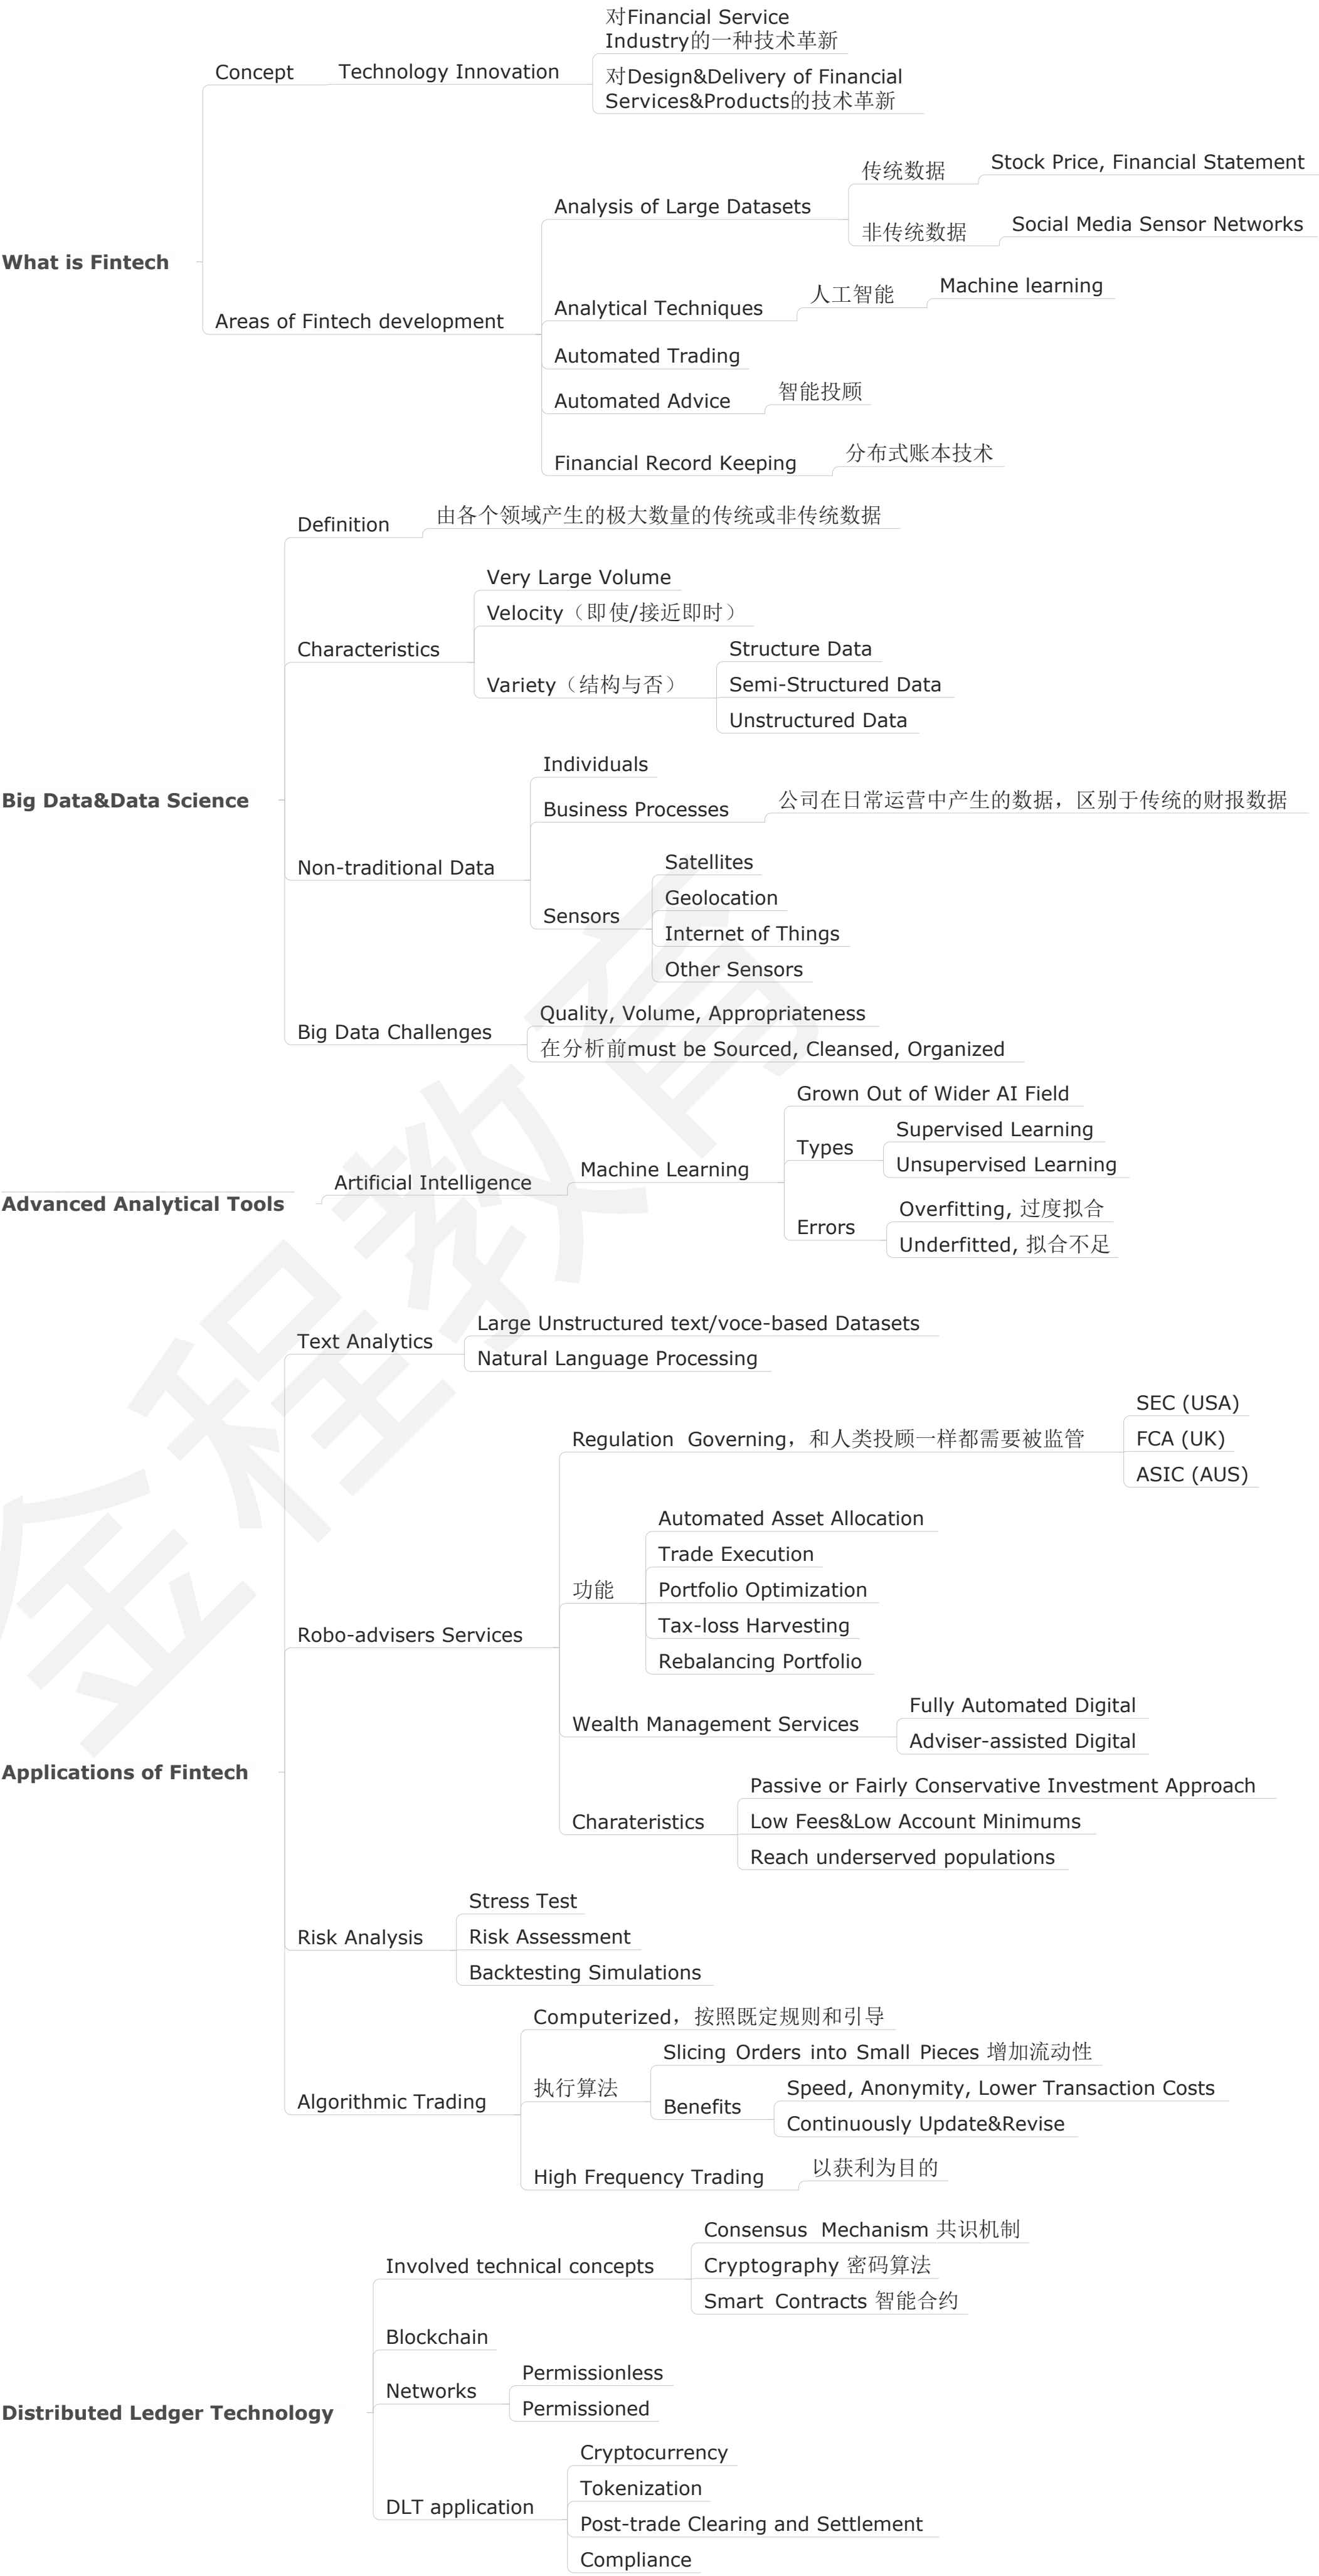 对Financial Service
Industry的一种技术革新
Concept
Technology Innovation
对Design&Delivery of Financial
Services&Products的技术革新
传统数据
Stock Price, Financial Statement
Analysis of Large Datasets
非传统数据
Social Media Sensor Networks
What is Fintech
人工智能
Machine learning
Analytical Techniques
Areas of Fintech development
Automated Trading
智能投顾
Automated Advice
分布式账本技术
Financial Record Keeping
Definition
由各个领域产生的极大数量的传统或非传统数据
Very Large Volume
Velocity（即使/接近即时）
Characteristics
Structure Data
Variety（结构与否）
Semi-Structured Data
Unstructured Data
Individuals
Big Data&Data Science
Business Processes
公司在日常运营中产生的数据，区别于传统的财报数据
Non-traditional Data
Satellites
Geolocation
Sensors
Internet of Things
Other Sensors
Quality, Volume, Appropriateness
Big Data Challenges
在分析前must be Sourced, Cleansed, Organized
Grown Out of Wider AI Field
Supervised Learning
Types
Unsupervised Learning
Machine Learning
Artificial Intelligence
Advanced Analytical Tools
Overfitting, 过度拟合
Errors
Underfitted, 拟合不足
Large Unstructured text/voce-based Datasets
Text Analytics
Natural Language Processing
SEC (USA)
Regulation Governing，和人类投顾一样都需要被监管
FCA (UK)
ASIC (AUS)
Automated Asset Allocation
Trade Execution
功能
Portfolio Optimization
Tax-loss Harvesting
Robo-advisers Services
Rebalancing Portfolio
Fully Automated Digital
Wealth Management Services
Adviser-assisted Digital
Applications of Fintech
Passive or Fairly Conservative Investment Approach
Charateristics
Low Fees&Low Account Minimums
Reach underserved populations
Stress Test
Risk Analysis
Risk Assessment
Backtesting Simulations
Computerized，按照既定规则和引导
Slicing Orders into Small Pieces 增加流动性
执行算法
Speed, Anonymity, Lower Transaction Costs
Algorithmic Trading
Benefits
Continuously Update&Revise
High Frequency Trading
以获利为目的
Consensus Mechanism 共识机制
Involved technical concepts
Cryptography 密码算法
Smart Contracts 智能合约
Blockchain
Permissionless
Networks
Permissioned
Distributed Ledger Technology
Cryptocurrency
Tokenization
DLT application
Post-trade Clearing and Settlement
Compliance
金程教育